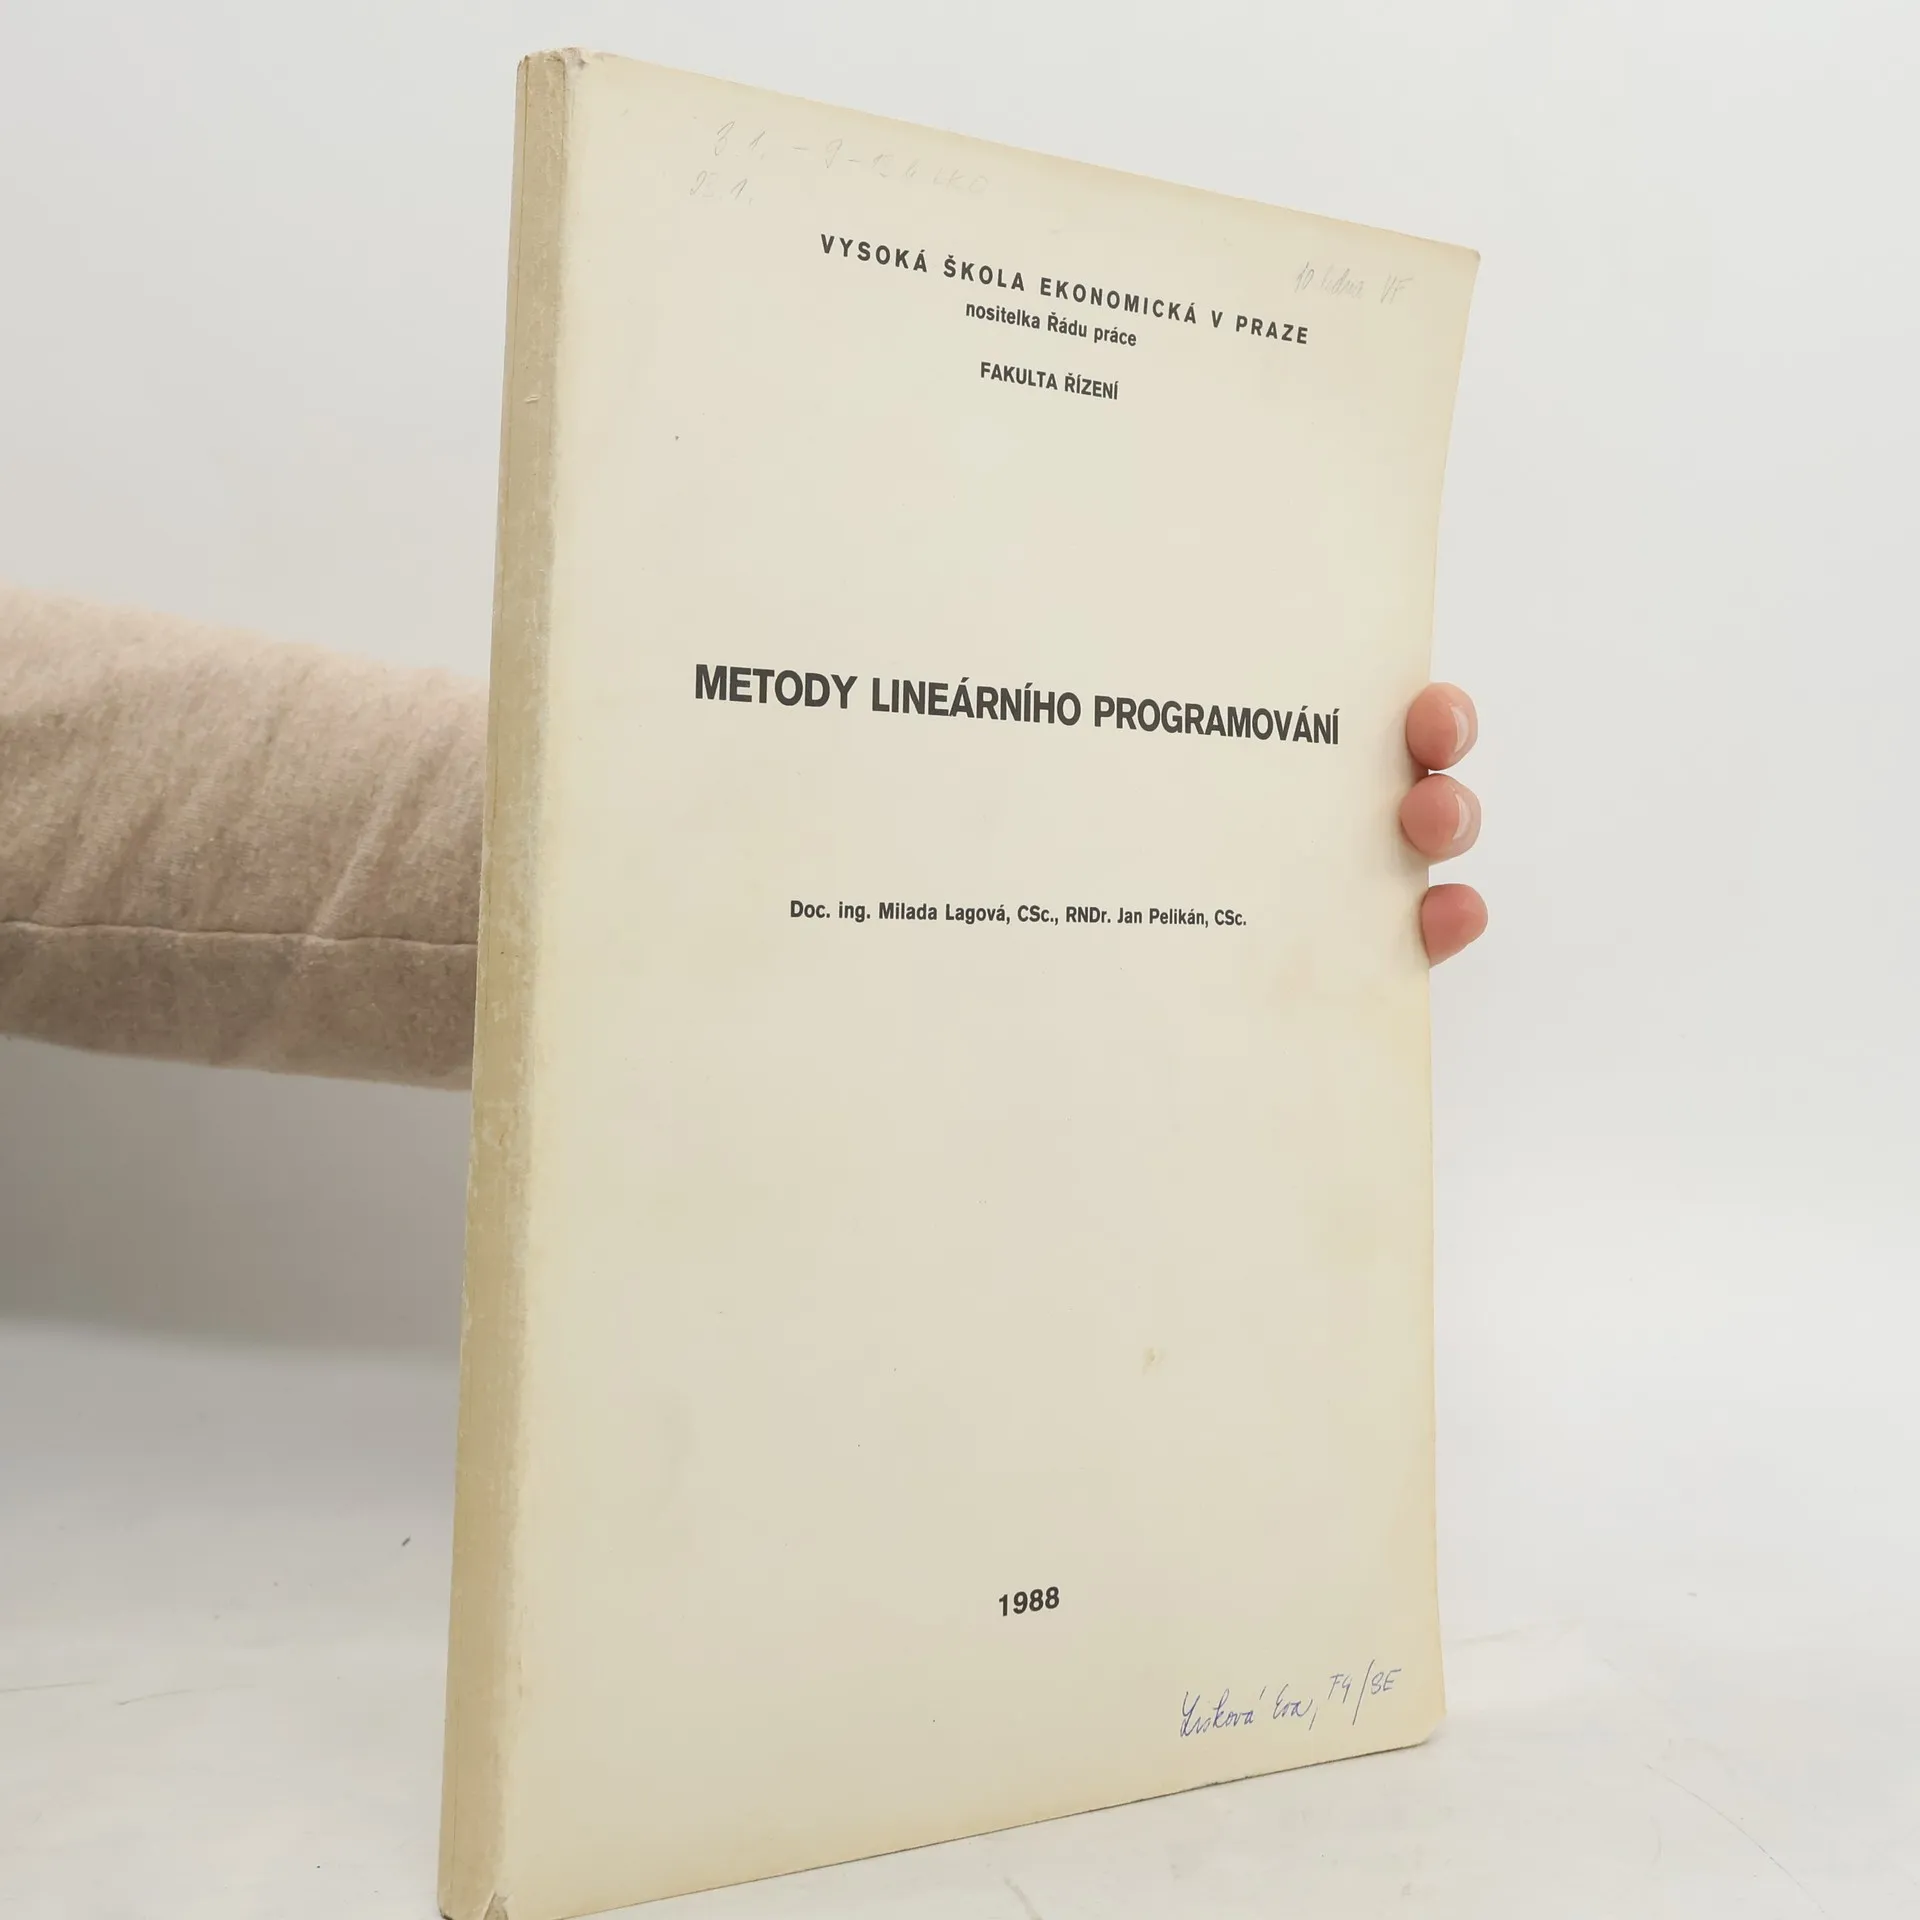 VYSOKÁ ŠKOLA EKONOMICKÁ V PRAZE
nositelka Řádu práce
FAKULTA ŘÍZENÍ
METODY LINEÁRNÍHO PROGRAMOVÁNÍ
Doc. ing. Milada Lagová, CSc., RNDr. Jan Pelikán, CSc.
1988
Eva,